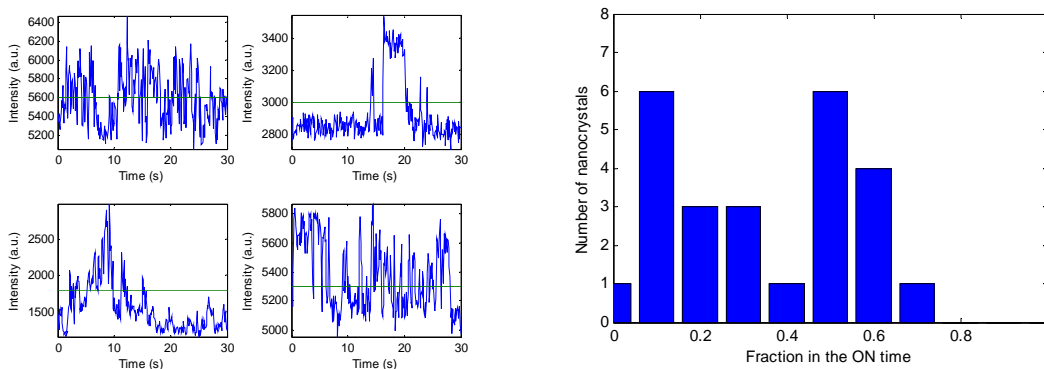 6400
6200
6000
5800
5600
5400
5200
Intensity (a.u.)
0 10 20 30
Time (s)
3400
3200
3000
2800
Intensity (a.u.)
0 10 20 30
Time (s)
2500
2000
1500
Intensity (a.u.)
0 10 20 30
Time (s)
5800
5600
5400
5200
5000
Intensity (a.u.)
0 10 20 30
Time (s)
8
7
6
5
4
3
2
1
0
Number of nanocrystals
0 0.2 0.4 0.6 0.8
Fraction in the ON time